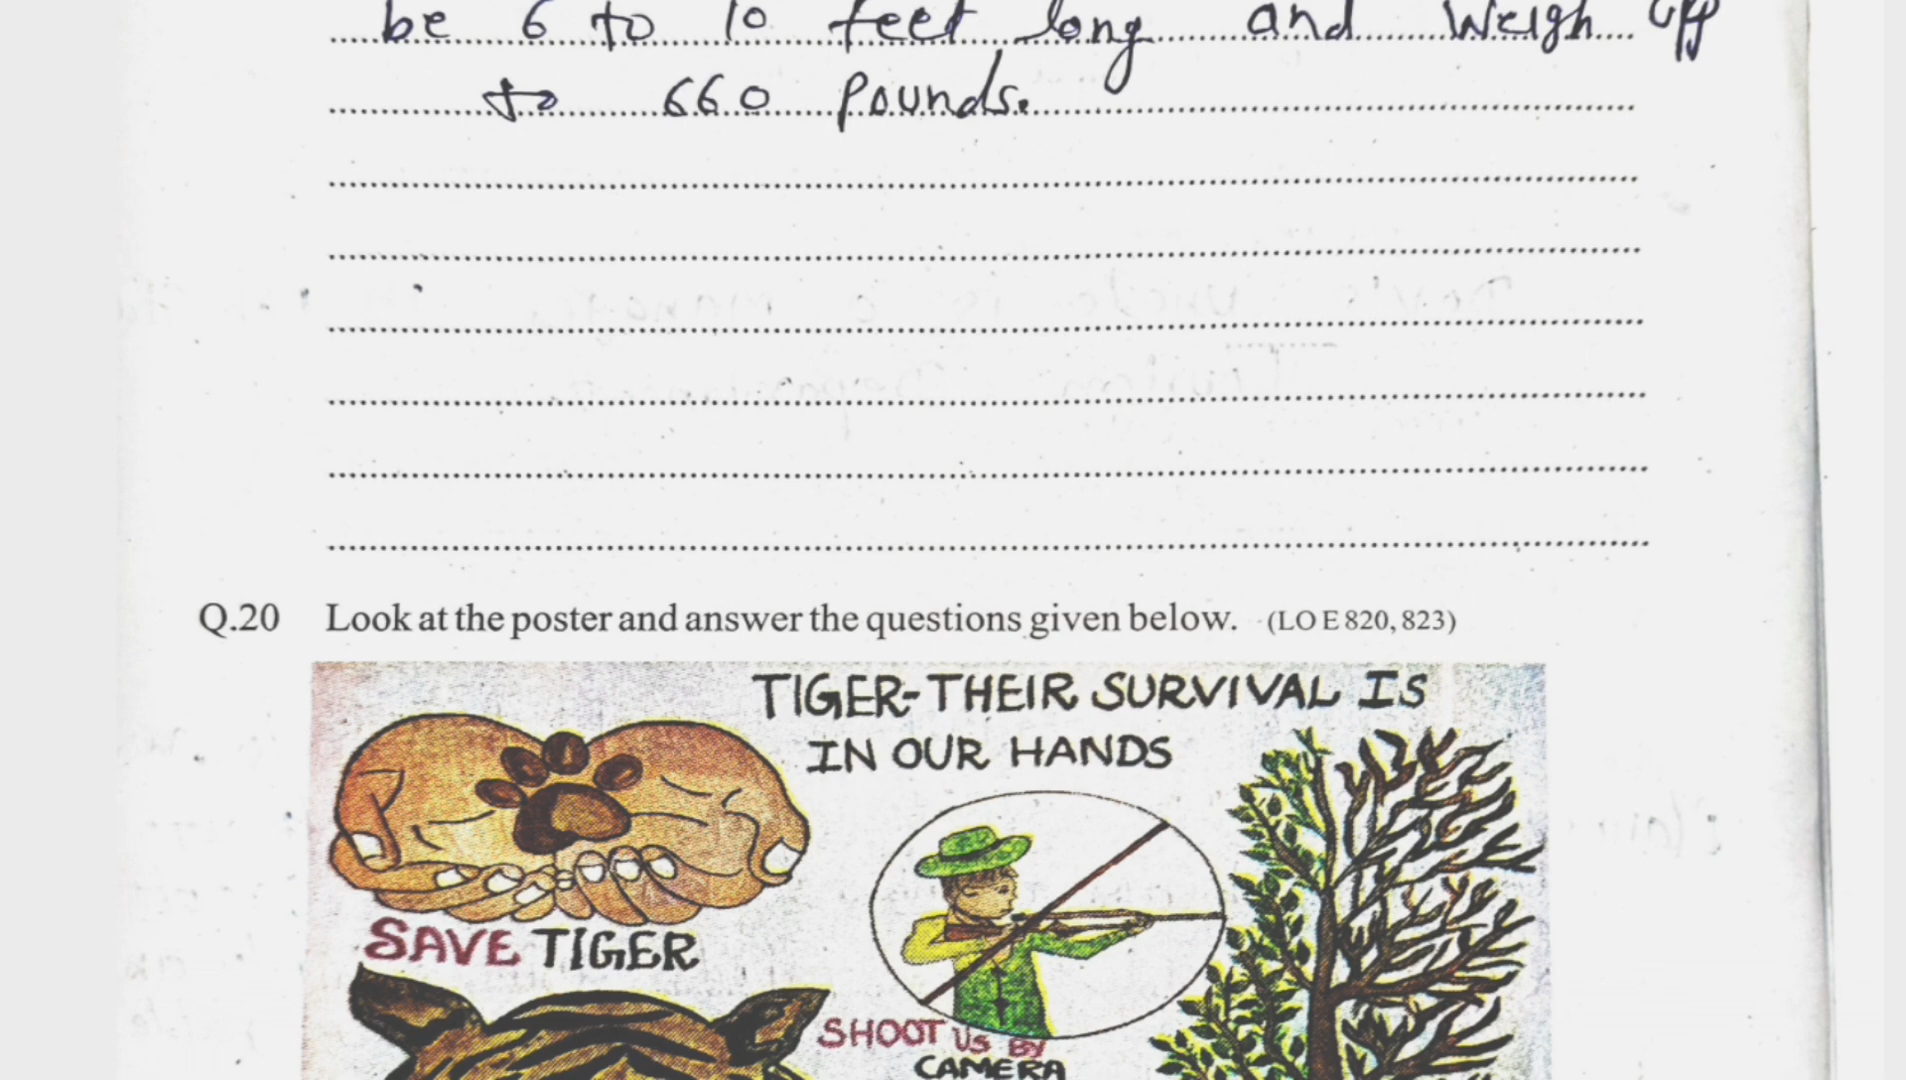 be 6 to 10 feet long and weigh up
to 660 pounds.
Q.20 Look at the poster and answer the questions given below. (LO E 820, 823)
TIGER-THEIR SURVIVAL IS
IN OUR HANDS
SAVE TIGER
SHOOT US BY
CAMERA